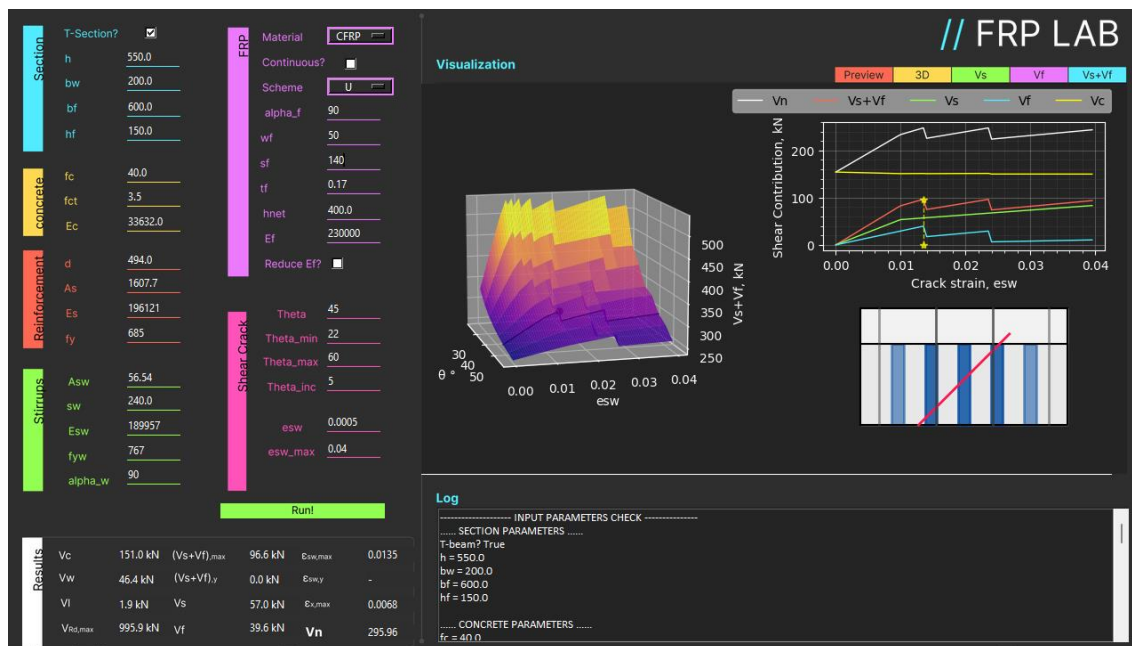 // FRP LAB
Section
T-Section?
h 550.0
bw 200.0
bf 600.0
hf 150.0
concrete
fc 40.0
fct 3.5
Ec 33632.0
Reinforcement
d 494.0
As 1607.7
Es 196121
fy 685
Stirrups
Asw 56.54
sw 240.0
Esw 189957
fyw 767
alpha_w 90
FRP
Material CFRP
Continuous?
Scheme U
alpha_f 90
wf 50
sf 140
tf 0.17
hnet 400.0
Ef 230000
Reduce Ef?
Shear Crack
Theta 45
Theta_min 22
Theta_max 60
Theta_inc 5
esw 0.0005
esw_max 0.04
Run!
Results
Vc 151.0 kN (Vs+Vf),max 96.6 kN εsw,max 0.0135
Vw 46.4 kN (Vs+Vf),y 0.0 kN εsw,y -
Vl 1.9 kN Vs 57.0 kN εx,max 0.0068
VRd,max 995.9 kN Vf 39.6 kN Vn 295.96
Visualization
Preview 3D Vs Vf Vs+Vf
Vn Vs+Vf Vs Vf Vc
500
450
400
350
300
250
Vs+Vf, kN
30
40
50
θ °
0.00 0.01 0.02 0.03 0.04
esw
Shear Contribution, kN
200
100
0
0.00 0.01 0.02 0.03 0.04
Crack strain, esw
Log
-------------------- INPUT PARAMETERS CHECK ---------------
...... SECTION PARAMETERS ......
T-beam? True
h = 550.0
bw = 200.0
bf = 600.0
hf = 150.0
...... CONCRETE PARAMETERS ......
fc = 40.0